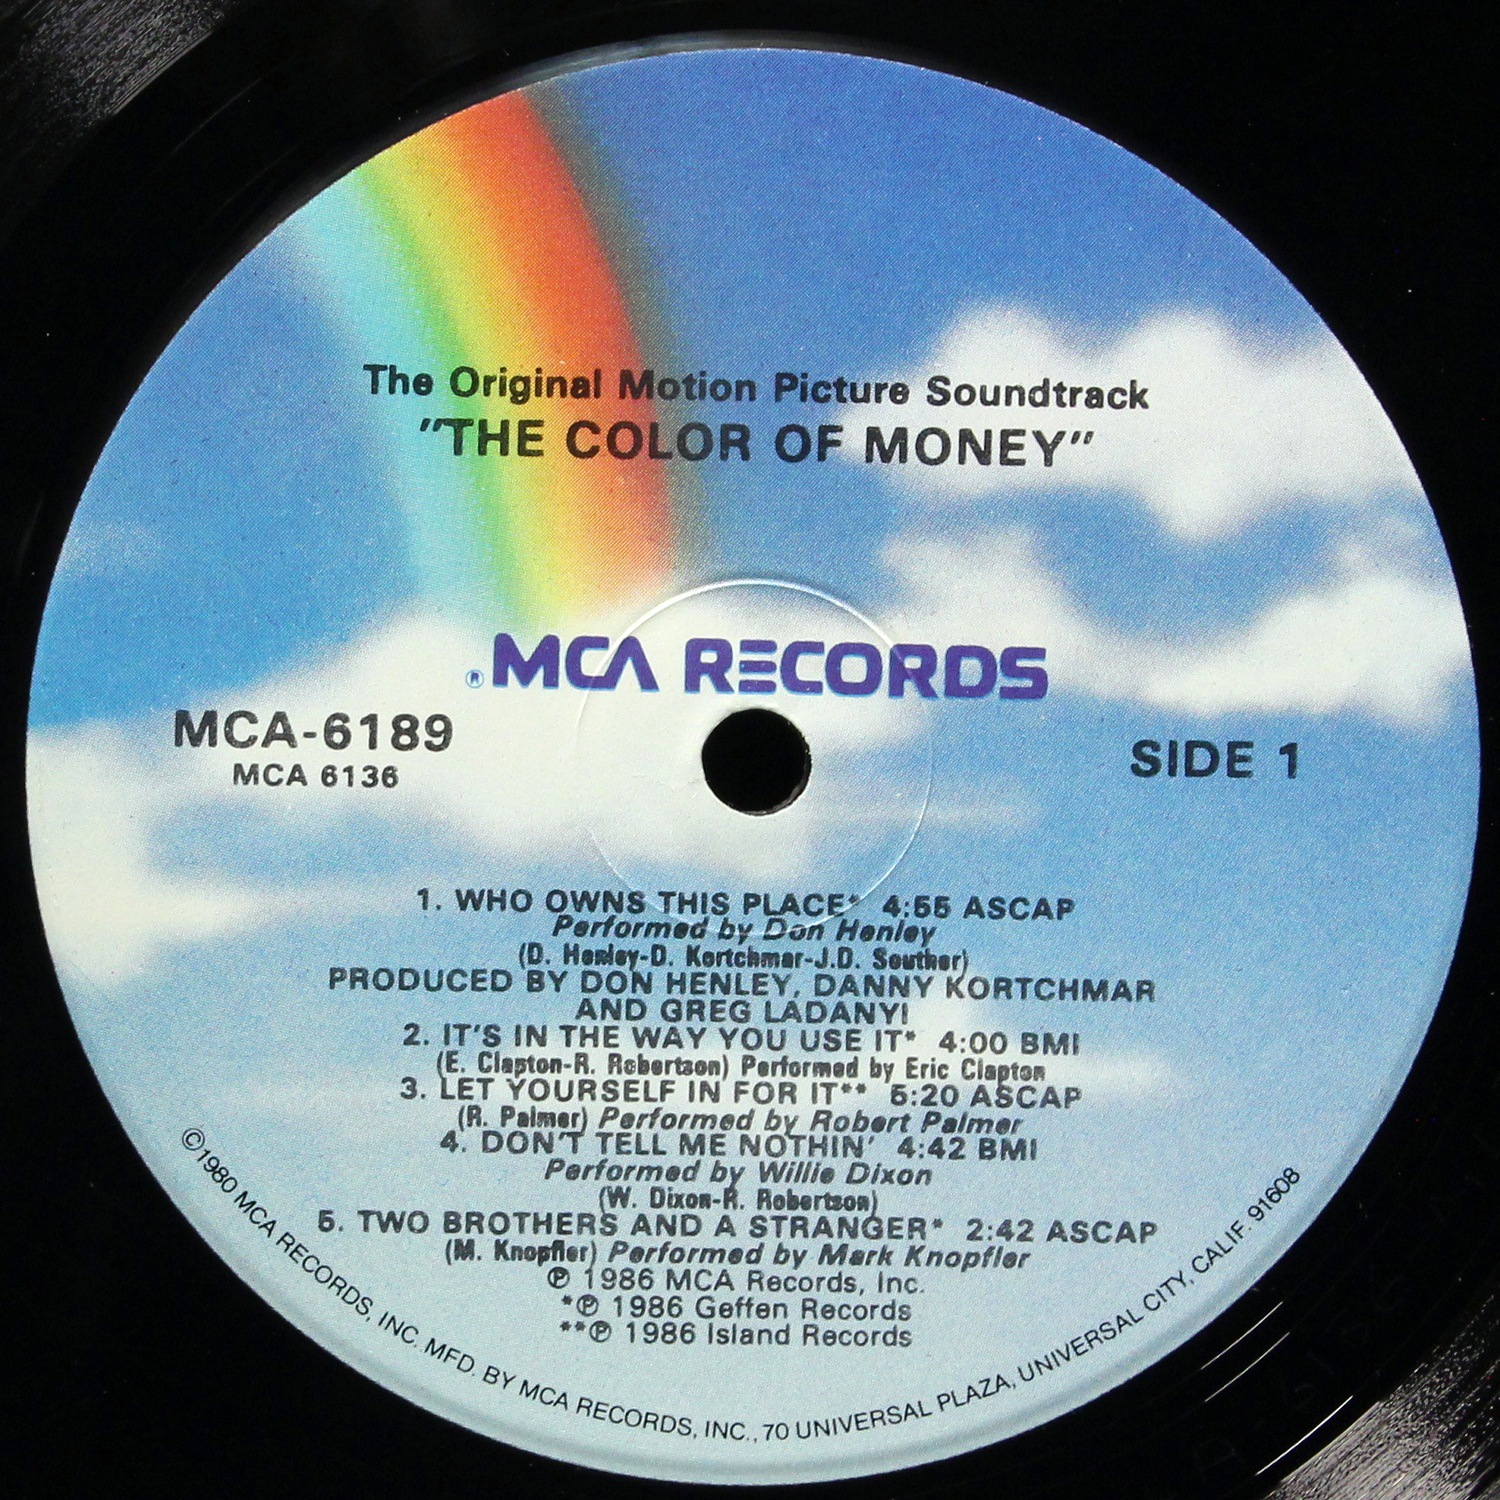 The Original Motion Picture Soundtrack
"THE COLOR OF MONEY"
® MCA RECORDS
MCA-6189
MCA 6136
SIDE 1
1. WHO OWNS THIS PLACE* 4:55 ASCAP
Performed by Don Henley
(D. Henley-D. Kortchmar-J.D. Souther)
PRODUCED BY DON HENLEY, DANNY KORTCHMAR
AND GREG LADANYI
2. IT'S IN THE WAY YOU USE IT* 4:00 BMI
(E. Clapton-R. Robertson) Performed by Eric Clapton
3. LET YOURSELF IN FOR IT** 5:20 ASCAP
(R. Palmer) Performed by Robert Palmer
4. DON'T TELL ME NOTHIN' 4:42 BMI
Performed by Willie Dixon
(W. Dixon-R. Robertson)
5. TWO BROTHERS AND A STRANGER* 2:42 ASCAP
(M. Knopfler) Performed by Mark Knopfler
℗ 1986 MCA Records, Inc.
*℗ 1986 Geffen Records
**℗ 1986 Island Records
©1980 MCA RECORDS, INC. MFD. BY MCA RECORDS, INC., 70 UNIVERSAL PLAZA, UNIVERSAL CITY, CALIF. 91608